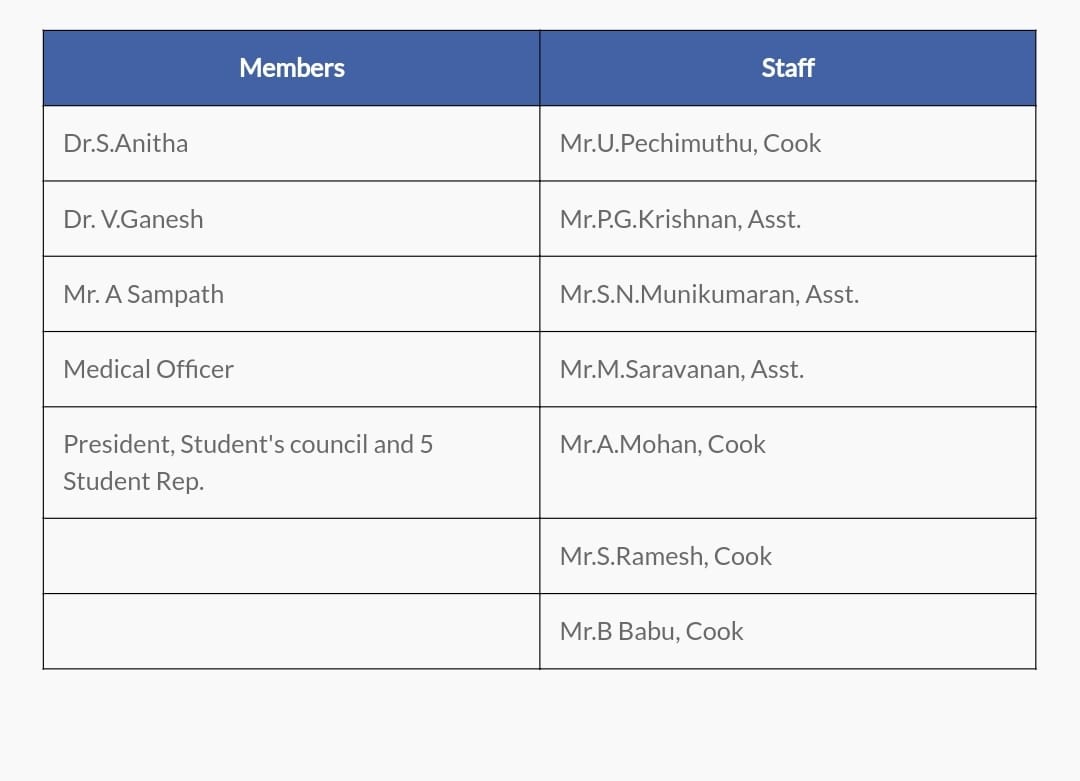 Members Staff
Dr.S.Anitha Mr.U.Pechimuthu, Cook
Dr. V.Ganesh Mr.P.G.Krishnan, Asst.
Mr. A Sampath Mr.S.N.Munikumaran, Asst.
Medical Officer Mr.M.Saravanan, Asst.
President, Student's council and 5 Mr.A.Mohan, Cook
Student Rep.
Mr.S.Ramesh, Cook
Mr.B Babu, Cook